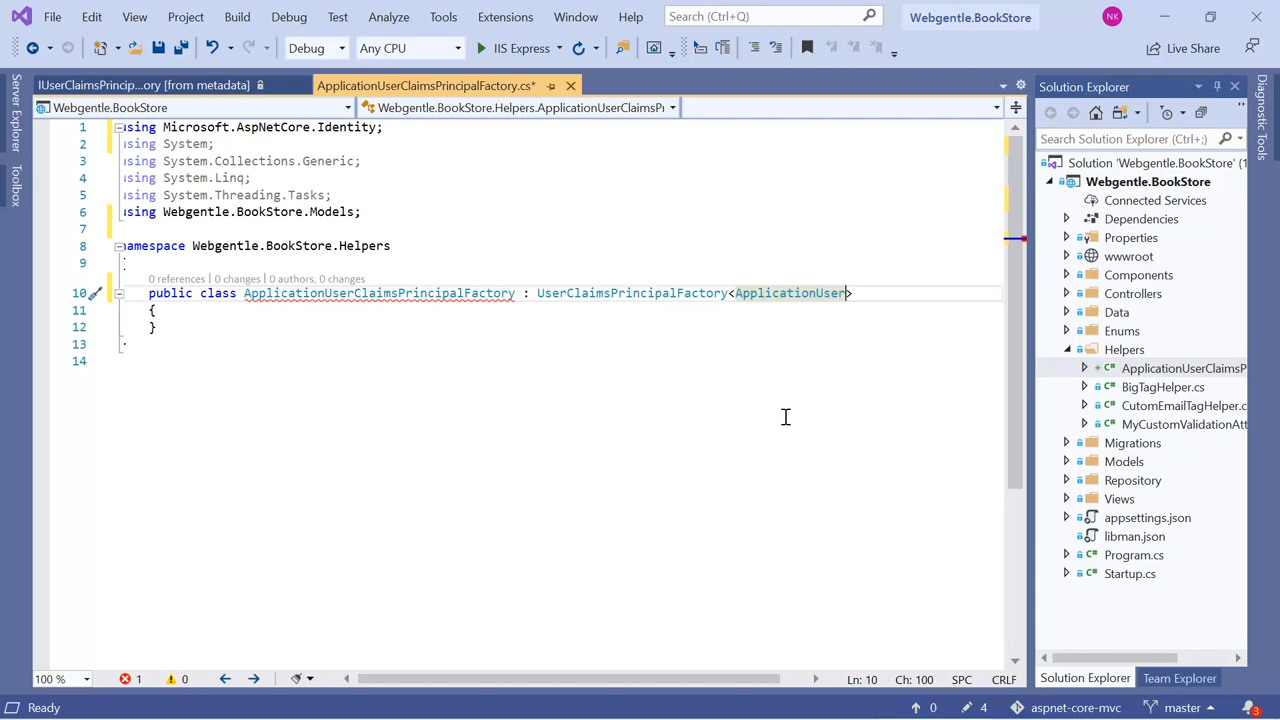 File Edit View Project Build Debug Test Analyze Tools Extensions Window Help Search (Ctrl+Q) Webgentle.BookStore NK
Debug Any CPU IIS Express Live Share
IUserClaimsPrincip...ory [from metadata] ApplicationUserClaimsPrincipalFactory.cs*
Webgentle.BookStore Webgentle.BookStore.Helpers.ApplicationUserClaimsPr
Server Explorer
Toolbox
1 using Microsoft.AspNetCore.Identity;
2 using System;
3 using System.Collections.Generic;
4 using System.Linq;
5 using System.Threading.Tasks;
6 using Webgentle.BookStore.Models;
7
8 namespace Webgentle.BookStore.Helpers
9 {
0 references | 0 changes | 0 authors, 0 changes
10 public class ApplicationUserClaimsPrincipalFactory : UserClaimsPrincipalFactory<ApplicationUser>
11 {
12 }
13 }
14
100 % 1 0 Ln: 10 Ch: 100 SPC CRLF
Solution Explorer
Search Solution Explorer (Ctrl+;)
Solution 'Webgentle.BookStore' (1
Webgentle.BookStore
Connected Services
Dependencies
Properties
wwwroot
Components
Controllers
Data
Enums
Helpers
ApplicationUserClaimsP
BigTagHelper.cs
CutomEmailTagHelper.c
MyCustomValidationAtt
Migrations
Models
Repository
Views
appsettings.json
libman.json
Program.cs
Startup.cs
Solution Explorer Team Explorer
Diagnostic Tools
Ready 0 4 aspnet-core-mvc master 3